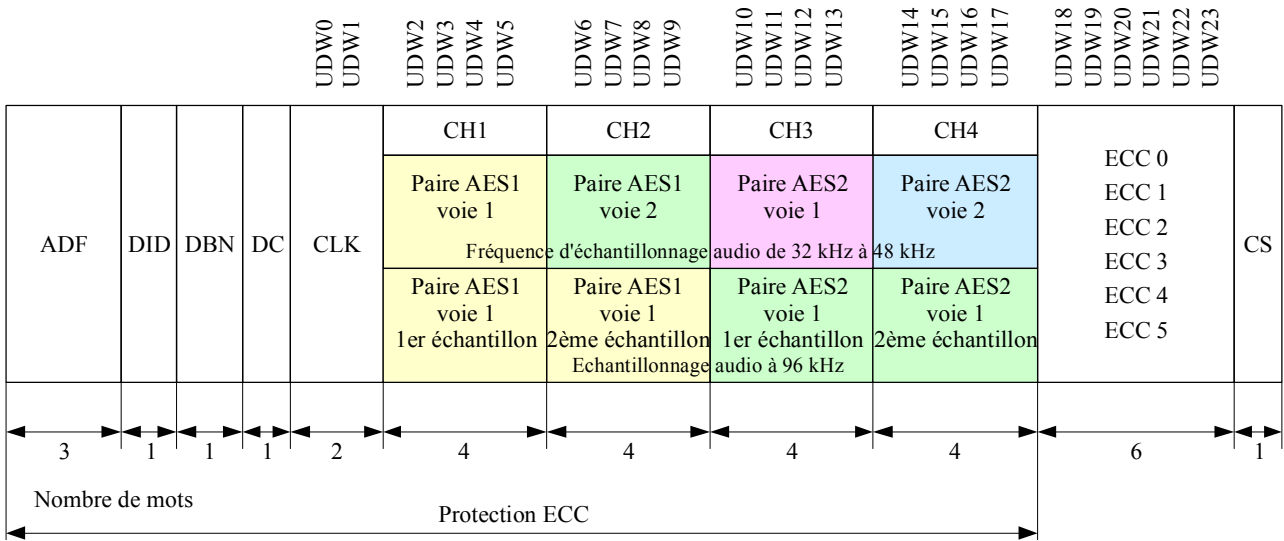 UDW0
UDW1
UDW2
UDW3
UDW4
UDW5
UDW6
UDW7
UDW8
UDW9
UDW10
UDW11
UDW12
UDW13
UDW14
UDW15
UDW16
UDW17
UDW18
UDW19
UDW20
UDW21
UDW22
UDW23
ADF
DID
DBN
DC
CLK
CH1
CH2
CH3
CH4
Paire AES1
voie 1
Paire AES1
voie 2
Paire AES2
voie 1
Paire AES2
voie 2
Fréquence d'échantillonnage audio de 32 kHz à 48 kHz
Paire AES1
voie 1
1er échantillon
Paire AES1
voie 1
2ème échantillon
Paire AES2
voie 1
1er échantillon
Paire AES2
voie 1
2ème échantillon
Echantillonnage audio à 96 kHz
ECC 0
ECC 1
ECC 2
ECC 3
ECC 4
ECC 5
CS
3
1
1
1
2
4
4
4
4
6
1
Nombre de mots
Protection ECC